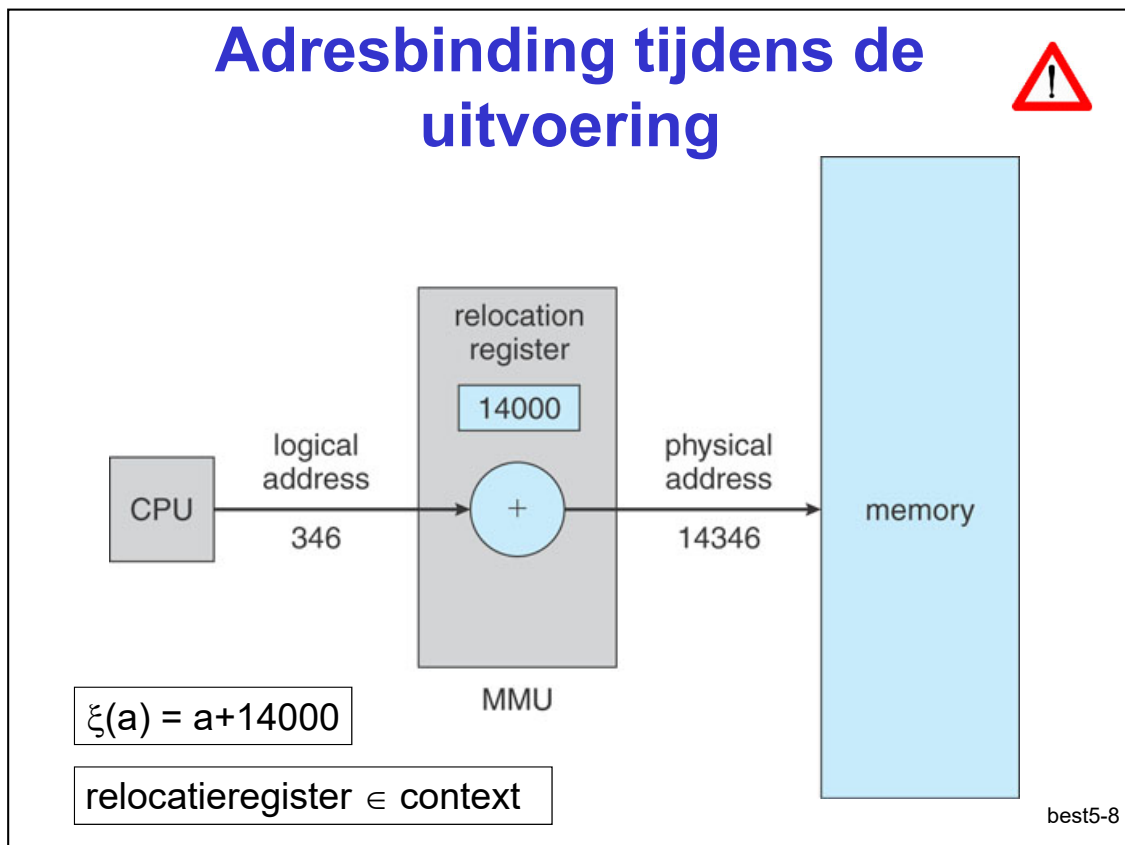 Adresbinding tijdens de
uitvoering
!
relocation
register
14000
logical
address
346
CPU
+
physical
address
14346
memory
MMU
ξ(a) = a+14000
relocatieregister ∈ context
best5-8